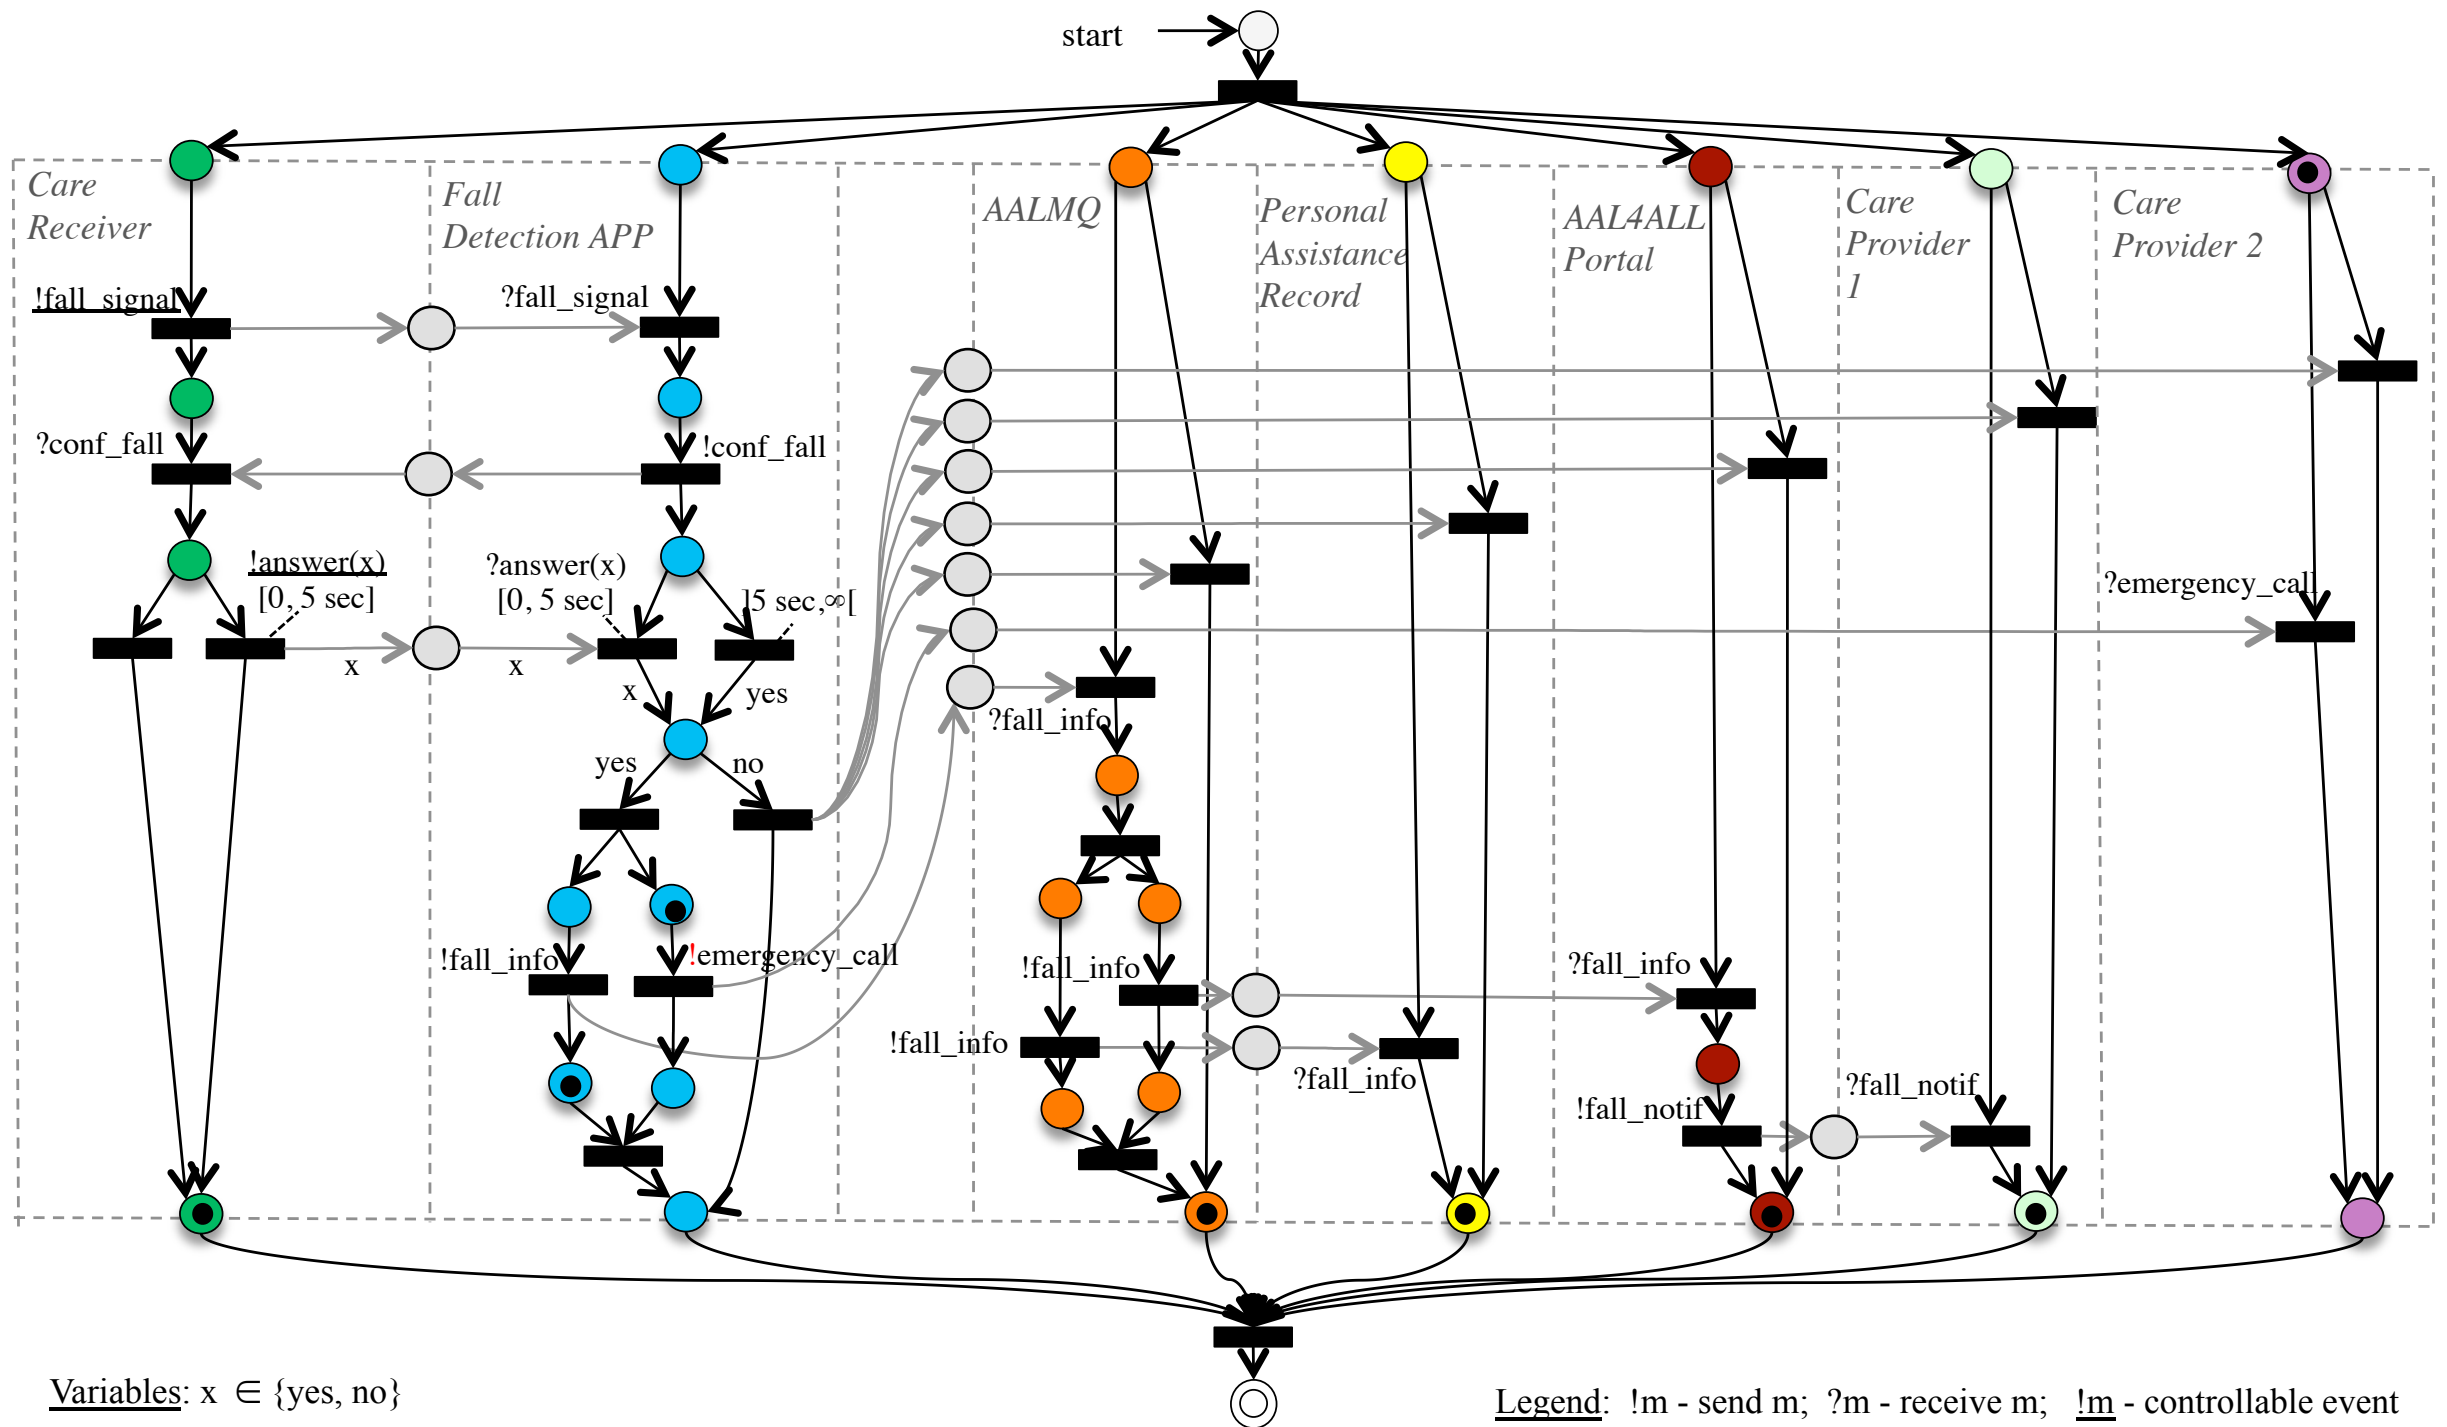 start
Care
Receiver
Fall
Detection APP
AALMQ
Personal
Assistance
Record
AAL4ALL
Portal
Care
Provider
1
Care
Provider 2
!fall_signal
?fall_signal
?conf_fall
!conf_fall
!answer(x)
[0, 5 sec]
?answer(x)
[0, 5 sec]
]5 sec,∞[
?emergency_call
x
x
x
yes
?fall_info
yes
no
!fall_info
!emergency_call
!fall_info
?fall_info
!fall_info
?fall_info
?fall_notif
!fall_notif
Variables: x ∈ {yes, no}
Legend: !m - send m; ?m - receive m; !m - controllable event